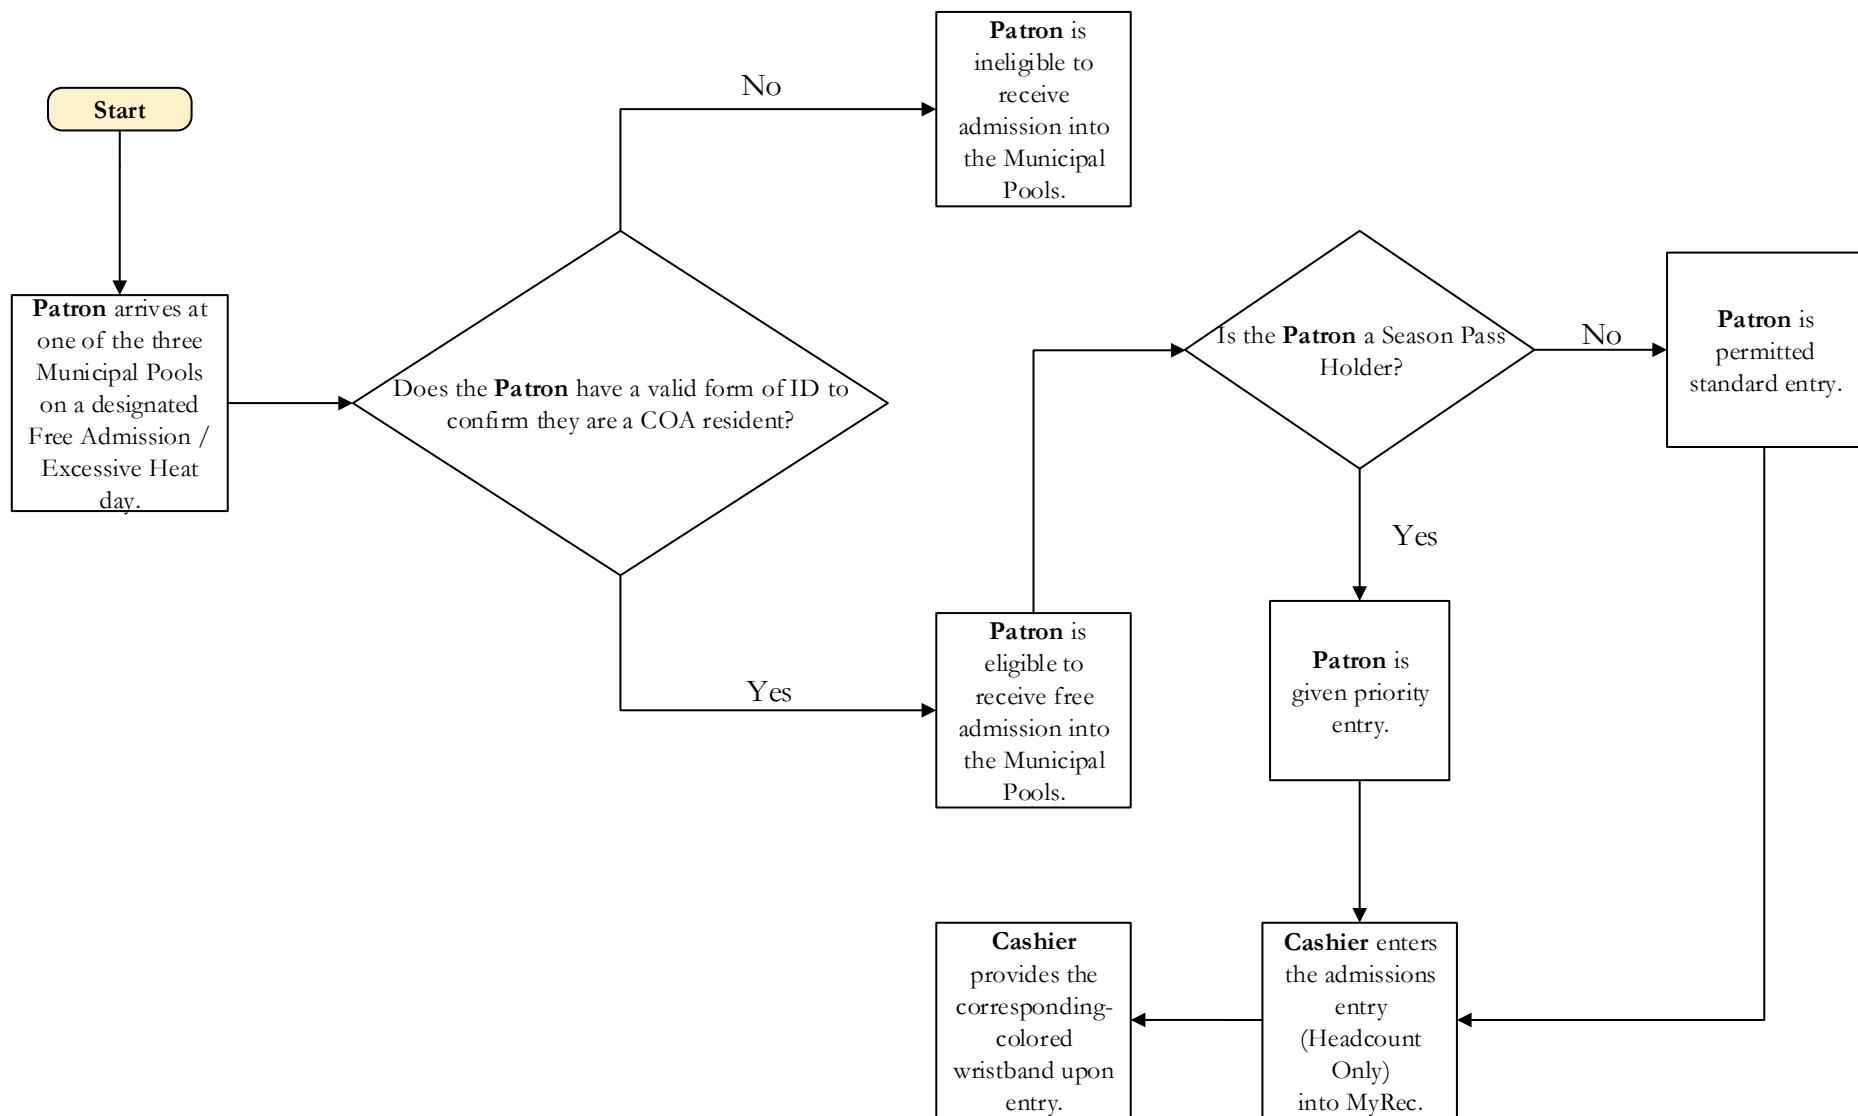 Start
Patron arrives at
one of the three
Municipal Pools
on a designated
Free Admission /
Excessive Heat
day.
Does the Patron have a valid form of ID to
confirm they are a COA resident?
No
Patron is
ineligible to
receive
admission into
the Municipal
Pools.
Yes
Patron is
eligible to
receive free
admission into
the Municipal
Pools.
Is the Patron a Season Pass
Holder?
No
Patron is
permitted
standard entry.
Yes
Patron is
given priority
entry.
Cashier enters
the admissions
entry
(Headcount
Only)
into MyRec.
Cashier
provides the
corresponding-
colored
wristband upon
entry.